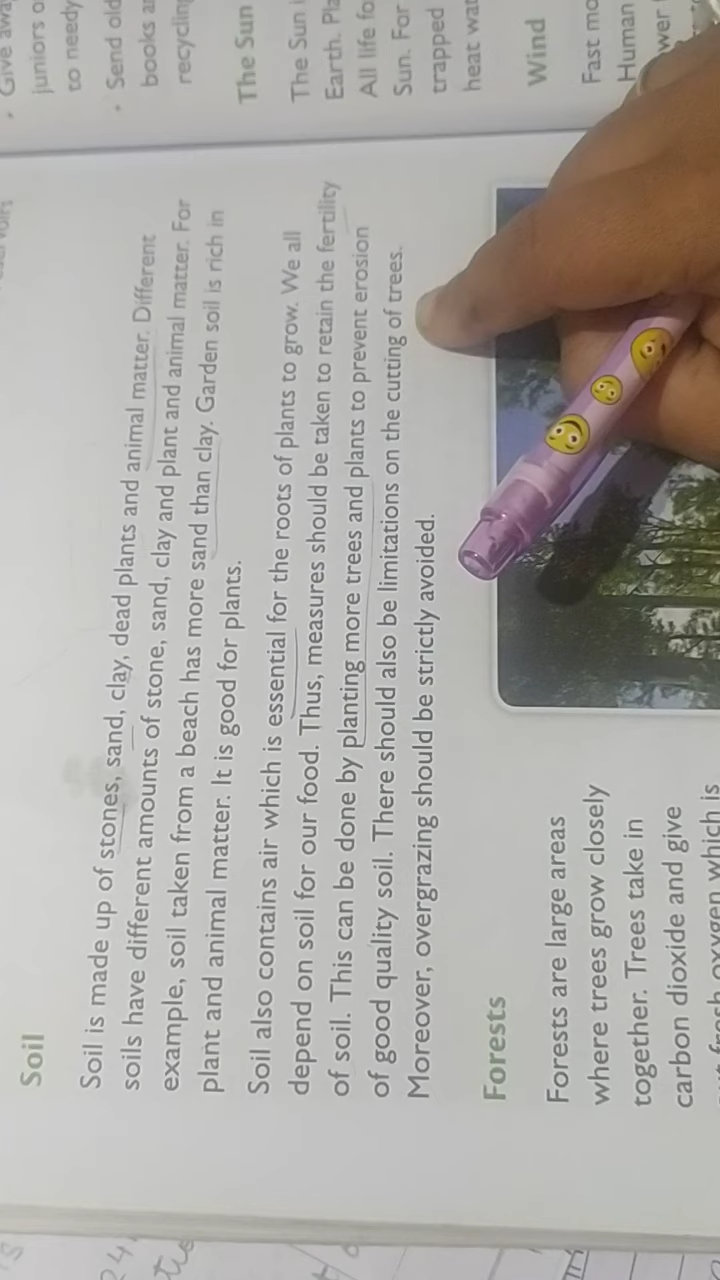 Soil
Soil is made up of stones, sand, clay, dead plants and animal matter. Different
soils have different amounts of stone, sand, clay and plant and animal matter. For
example, soil taken from a beach has more sand than clay. Garden soil is rich in
plant and animal matter. It is good for plants.
Soil also contains air which is essential for the roots of plants to grow. We all
depend on soil for our food. Thus, measures should be taken to retain the fertility
of soil. This can be done by planting more trees and plants to prevent erosion
of good quality soil. There should also be limitations on the cutting of trees.
Moreover, overgrazing should be strictly avoided.
Forests
Forests are large areas
where trees grow closely
together. Trees take in
carbon dioxide and give
fresh oxygen which is
Give away
juniors
to needy
Send old
books
The Sun
The Sun
Earth.
All life
Sun. For
trapped
heat
Wind
Fast
Human